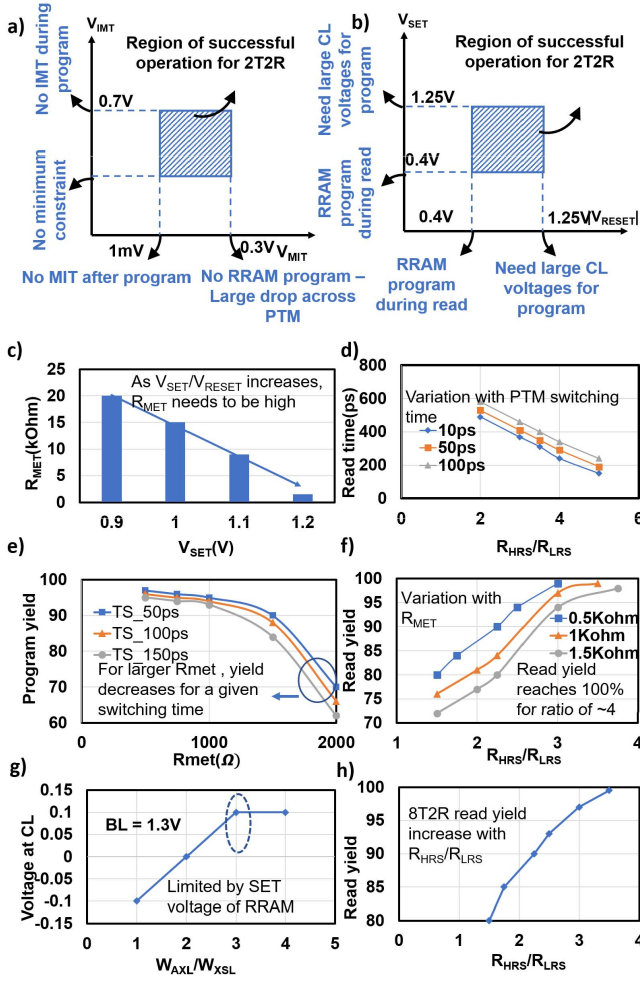 a)
V_IMT
No IMT during program
0.7V
Region of successful
operation for 2T2R
No minimum constraint
1mV
0.3V
V_MIT
No MIT after program
No RRAM program –
Large drop across
PTM
b)
V_SET
Need large CL voltages for program
1.25V
Region of successful
operation for 2T2R
RRAM program during read
0.4V
0.4V
1.25V
|V_RESET|
RRAM
program
during read
Need large CL
voltages for
program
c)
R_MET(kOhm)
25
20
15
10
5
0
As V_SET/V_RESET increases,
R_MET needs to be high
0.9 1 1.1 1.2
V_SET(V)
d)
Read time(ps)
800
600
400
200
0
Variation with PTM switching
time
10ps
50ps
100ps
0 2 4 6
R_HRS/R_LRS
e)
Program yield
100
90
80
70
60
TS_50ps
TS_100ps
TS_150ps
For larger Rmet , yield
decreases for a given
switching time
0 1000 2000
Rmet(Ω)
f)
Read yield
100
95
90
85
80
75
70
Variation with
R_MET
0.5Kohm
1Kohm
1.5Kohm
Read yield
reaches 100%
for ratio of ~4
1 2 3 4
R_HRS/R_LRS
g)
Voltage at CL
0.15
0.1
0.05
0
-0.05
-0.1
-0.15
BL = 1.3V
Limited by SET
voltage of RRAM
0 1 2 3 4 5
W_AXL/W_XSL
h)
Read yield
100
95
90
85
80
8T2R read yield
increase with
R_HRS/R_LRS
0 1 2 3 4
R_HRS/R_LRS